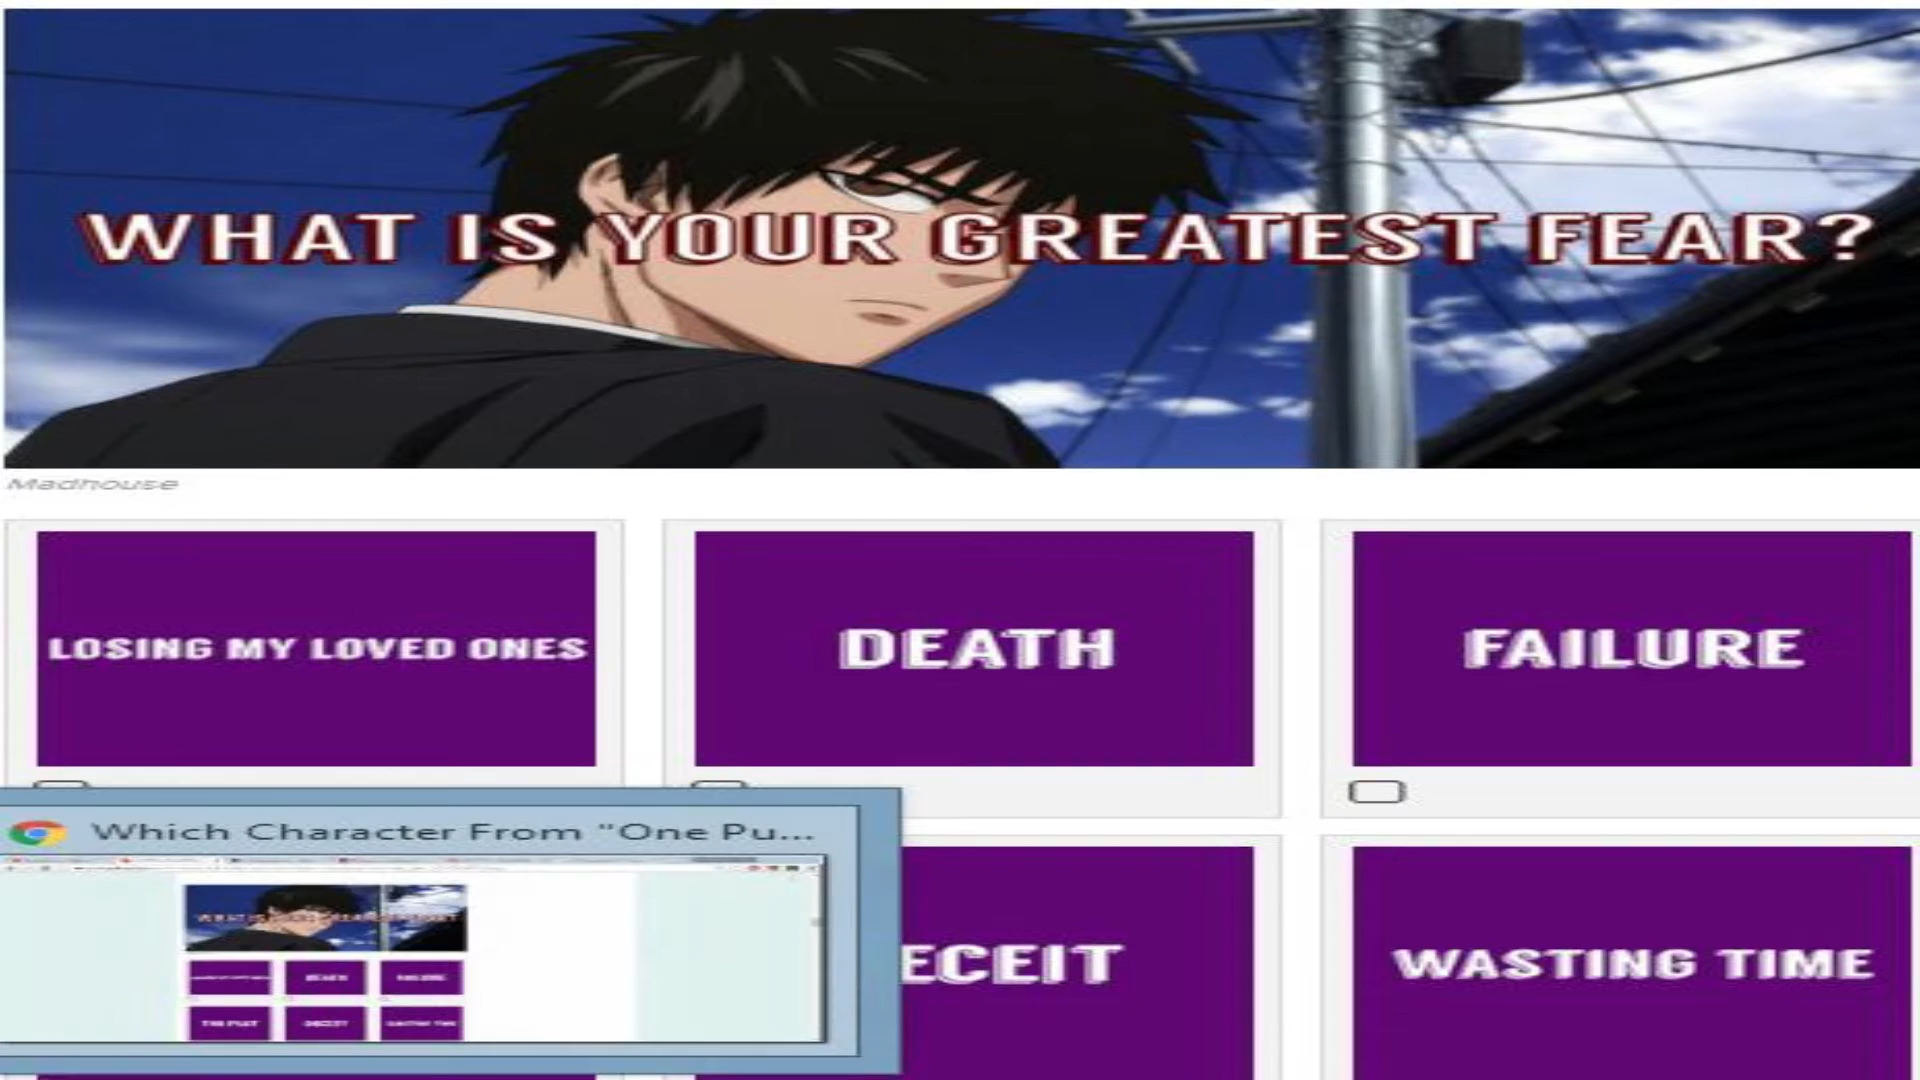 WHAT IS YOUR GREATEST FEAR?
Madhouse
LOSING MY LOVED ONES
DEATH
FAILURE
Which Character From "One Pu...
ECEIT
WASTING TIME